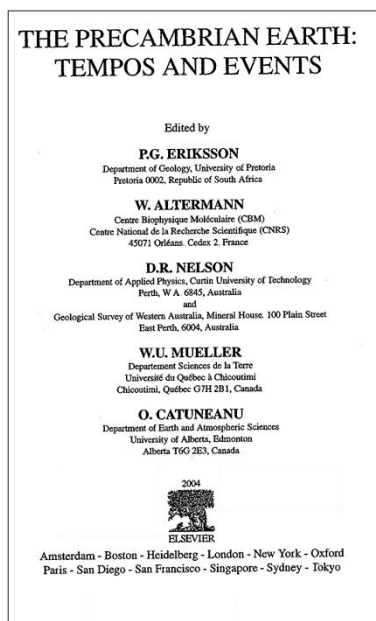 THE PRECAMBRIAN EARTH:
TEMPOS AND EVENTS
Edited by
P.G. ERIKSSON
Department of Geology, University of Pretoria
Pretoria 0002, Republic of South Africa
W. ALTERMANN
Centre Biophysique Moléculaire (CBM)
Centre National de la Recherche Scientifique (CNRS)
45071 Orléans, Cedex 2, France
D.R. NELSON
Department of Applied Physics, Curtin University of Technology
Perth, W A. 6845, Australia
and
Geological Survey of Western Australia, Mineral House, 100 Plain Street
East Perth, 6004, Australia
W.U. MUELLER
Departement Sciences de la Terre
Université du Québec à Chicoutimi
Chicoutimi, Québec G7H 2B1, Canada
O. CATUNEANU
Department of Earth and Atmospheric Sciences
University of Alberta, Edmonton
Alberta T6G 2E3, Canada
2004
ELSEVIER
Amsterdam - Boston - Heidelberg - London - New York - Oxford
Paris - San Diego - San Francisco - Singapore - Sydney - Tokyo